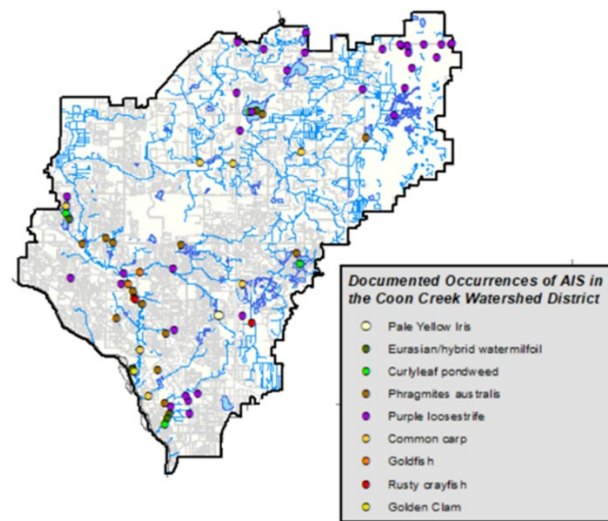 Documented Occurrences of AIS in
the Coon Creek Watershed District
Pale Yellow Iris
Eurasian/hybrid watermilfoil
Curlyleaf pondweed
Phragmites australis
Purple loosestrife
Common carp
Goldfish
Rusty crayfish
Golden Clam